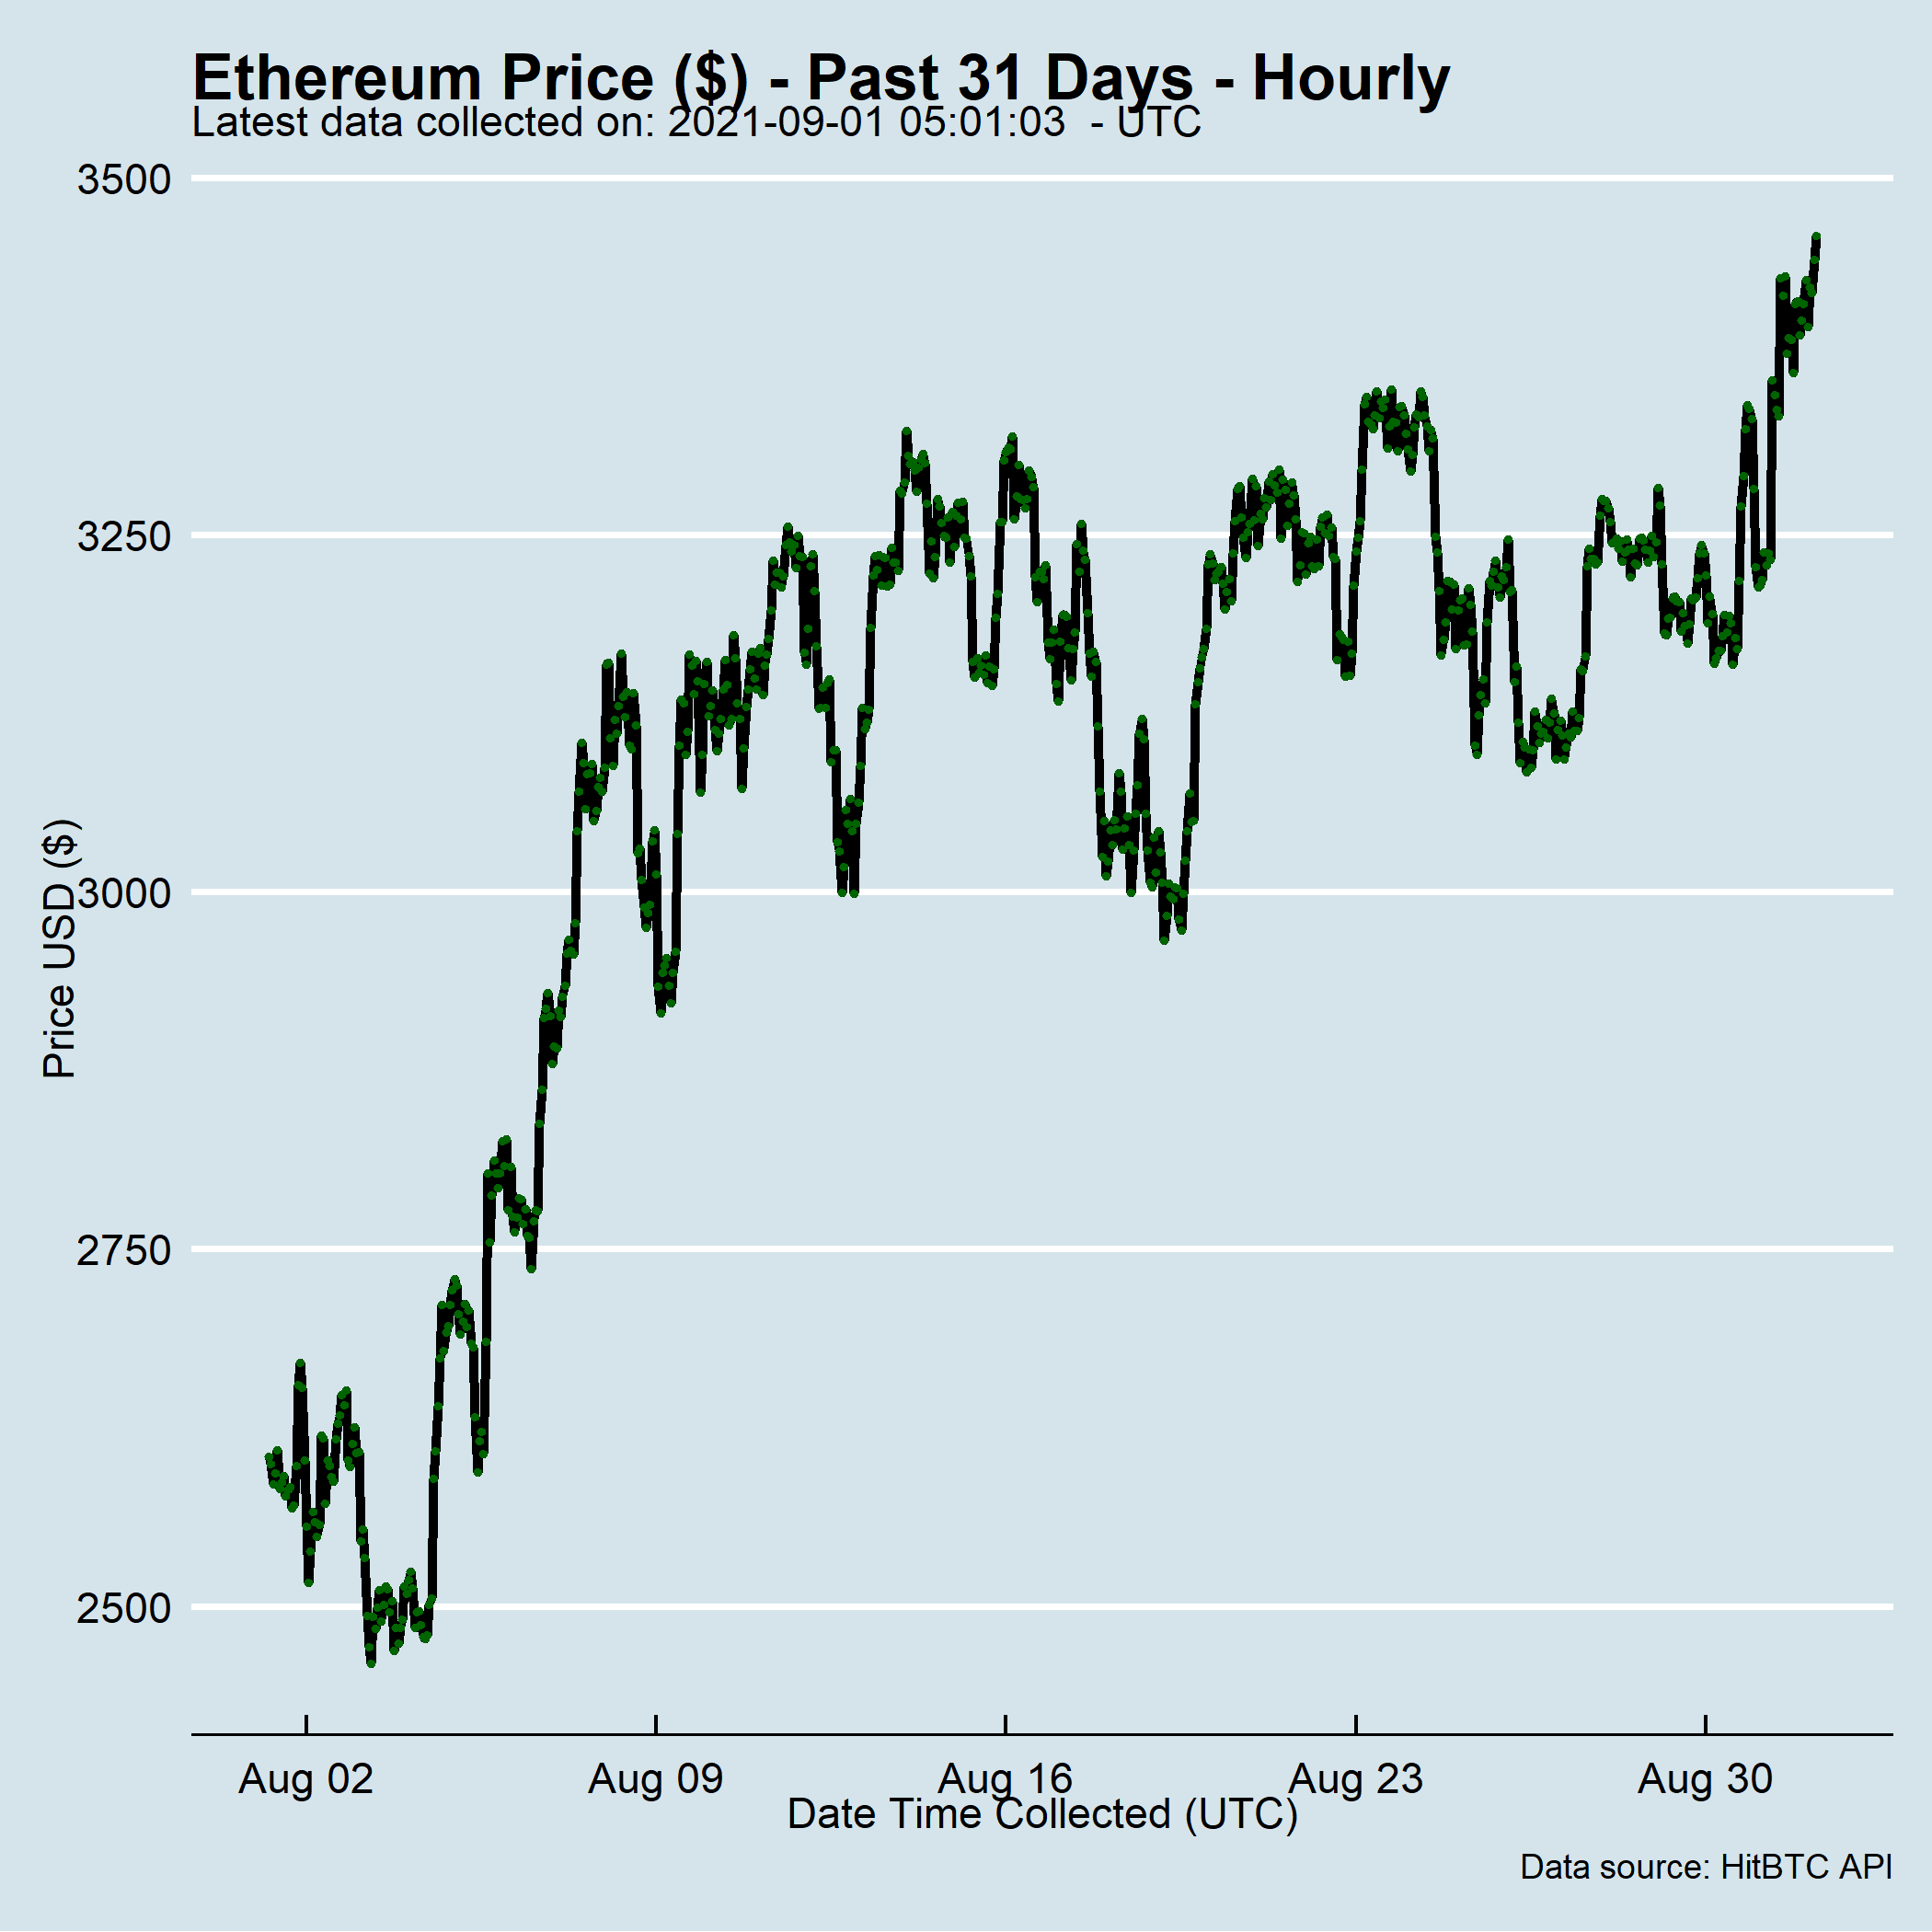 Ethereum Price ($) - Past 31 Days - Hourly
Latest data collected on: 2021-09-01 05:01:03  - UTC
3500
3250
3000
2750
2500
Price USD ($)
Aug 02 Aug 09 Aug 16 Aug 23 Aug 30
Date Time Collected (UTC)
Data source: HitBTC API